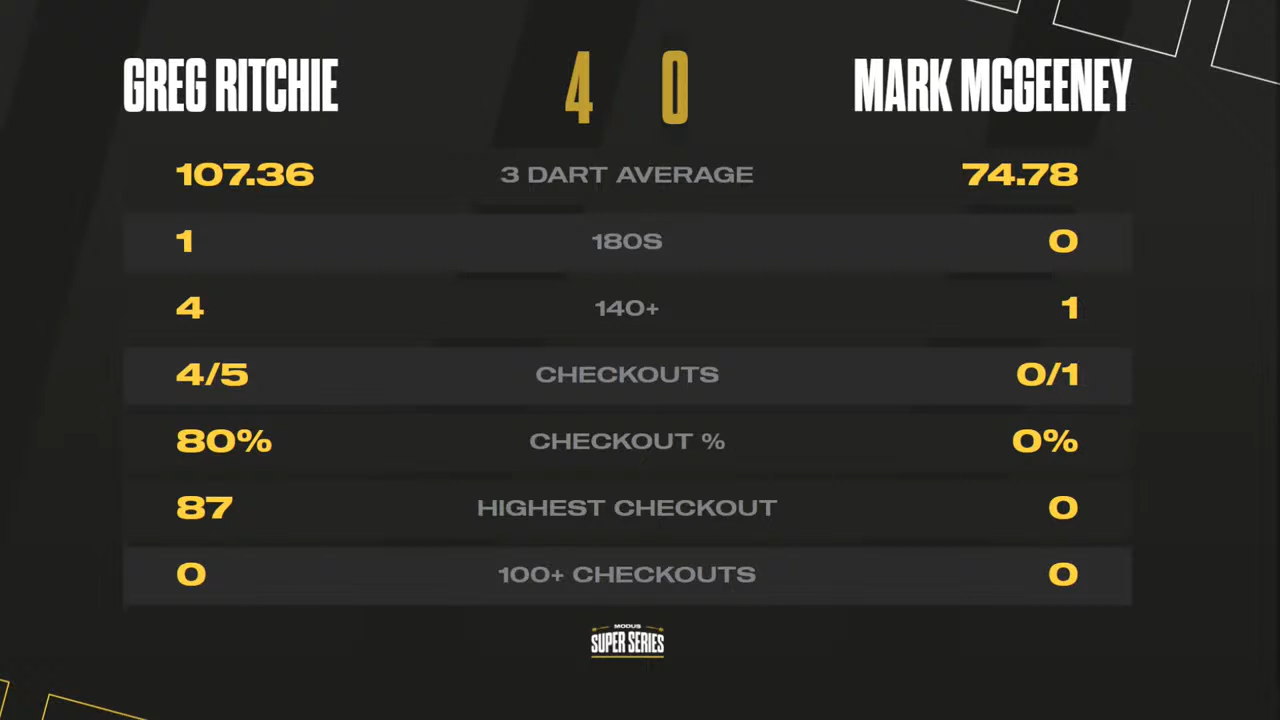 GREG RITCHIE 4 0 MARK MCGEENEY
107.36 3 DART AVERAGE 74.78
1 180S 0
4 140+ 1
4/5 CHECKOUTS 0/1
80% CHECKOUT % 0%
87 HIGHEST CHECKOUT 0
0 100+ CHECKOUTS 0
MODUS
SUPER SERIES